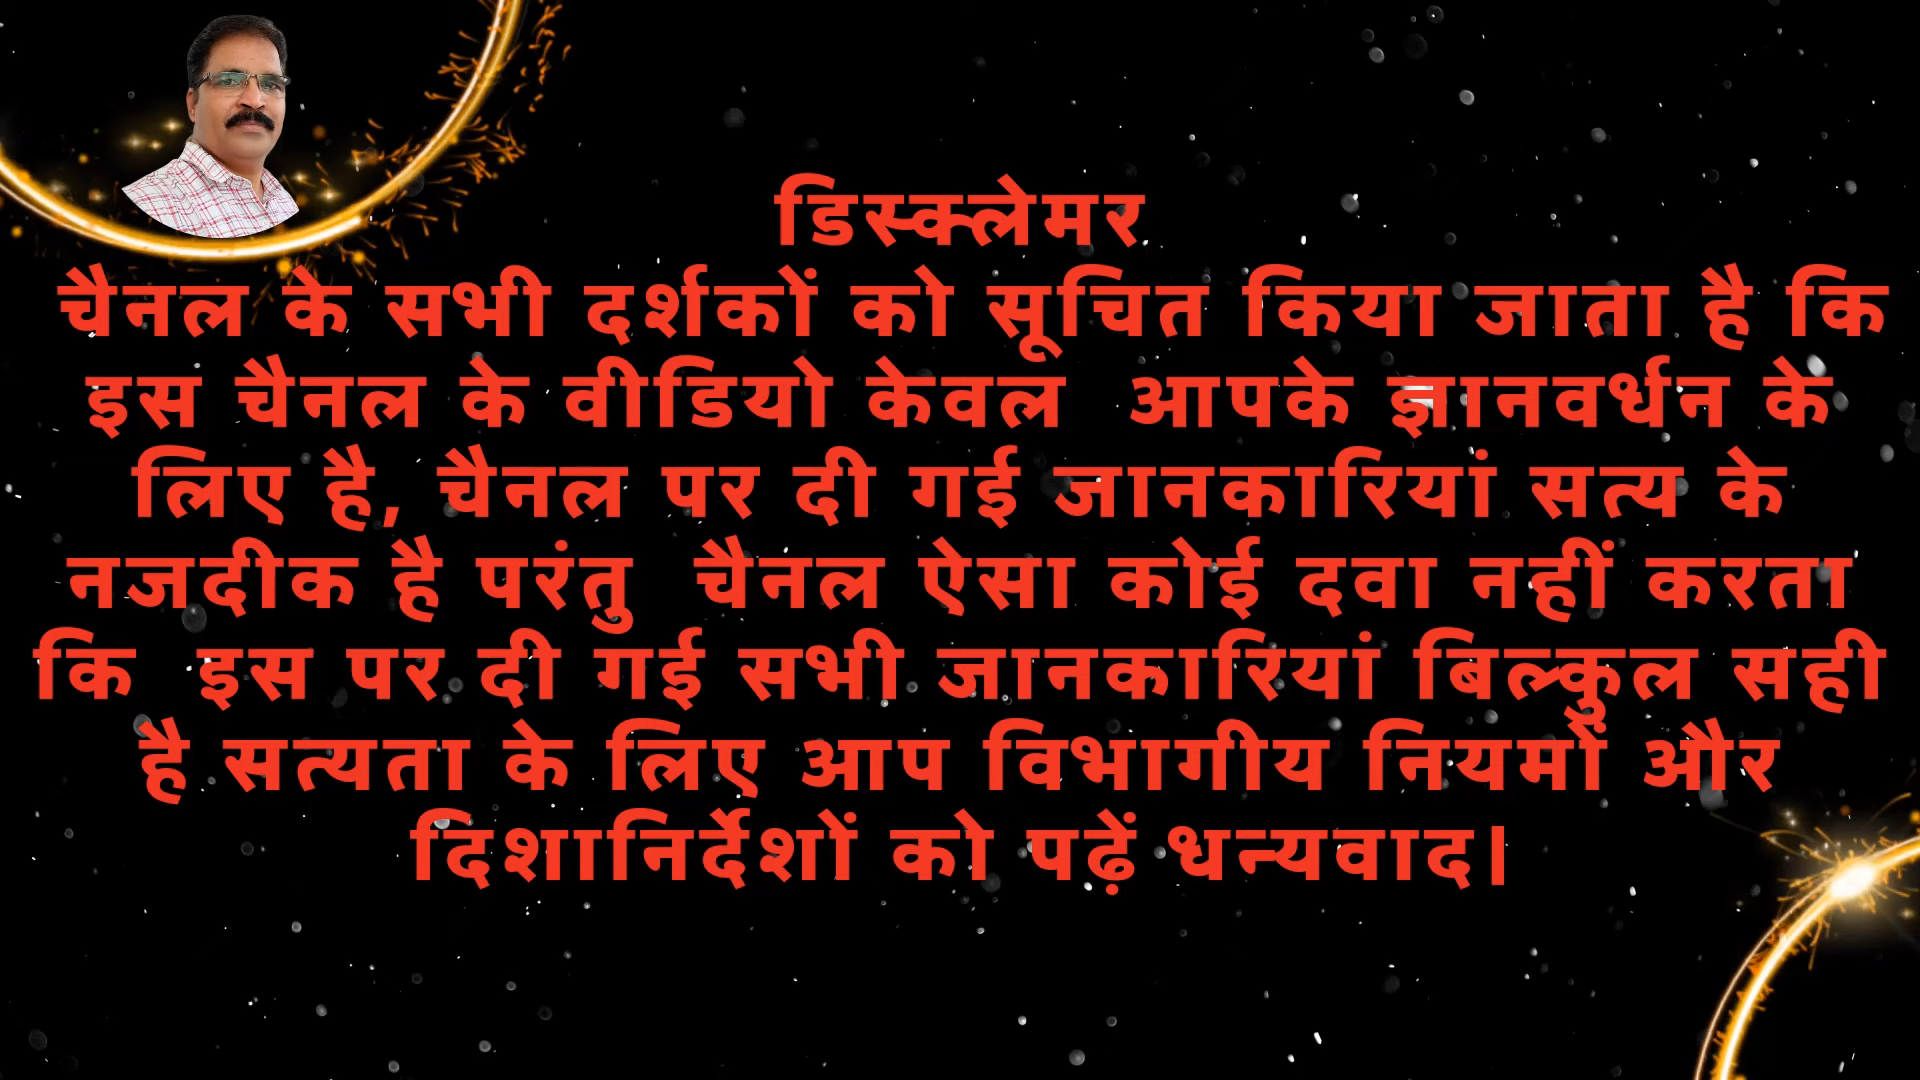 डिस्क्लेमर
चैनल के सभी दर्शकों को सूचित किया जाता है कि
इस चैनल के वीडियो केवल आपके ज्ञानवर्धन के
लिए है, चैनल पर दी गई जानकारियां सत्य के
नजदीक है परंतु चैनल ऐसा कोई दवा नहीं करता
कि इस पर दी गई सभी जानकारियां बिल्कुल सही
है सत्यता के लिए आप विभागीय नियमों और
दिशानिर्देशों को पढ़ें धन्यवाद।